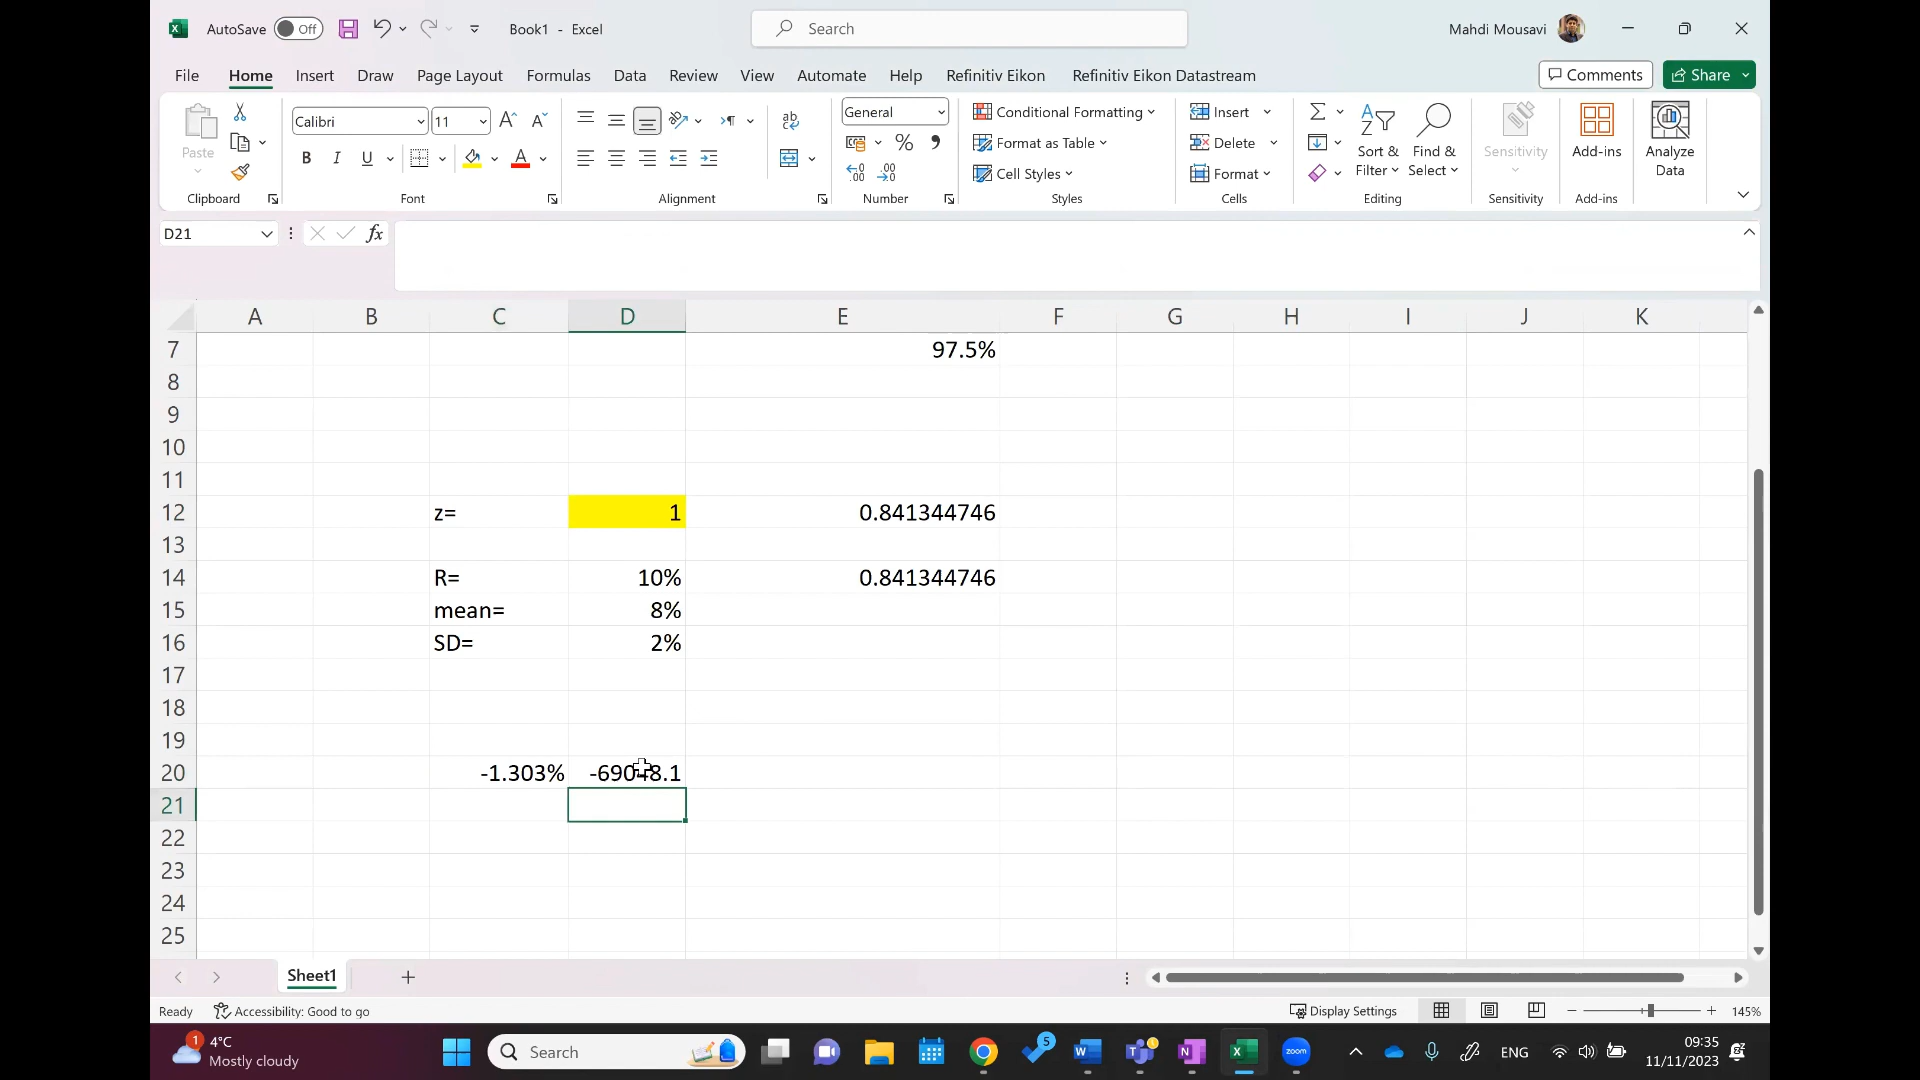 AutoSave Off Book1 - Excel Search Mahdi Mousavi
File Home Insert Draw Page Layout Formulas Data Review View Automate Help Refinitiv Eikon Refinitiv Eikon Datastream Comments Share
Calibri 11 General Conditional Formatting Insert
Paste Format as Table Delete Sort & Find & Sensitivity Add-ins Analyze
B I U A Cell Styles Format Filter Select Data
Clipboard Font Alignment Number Styles Cells Editing Sensitivity Add-ins
D21 fx
A B C D E F G H I J K
7 97.5%
8
9
10
11
12 z= 1 0.841344746
13
14 R= 10% 0.841344746
15 mean= 8%
16 SD= 2%
17
18
19
20 -1.303%
21
22
23
24
25
Sheet1
Ready Accessibility: Good to go Display Settings 145%
1 4°C
Mostly cloudy
Search 5 zoom ENG 09:35
11/11/2023